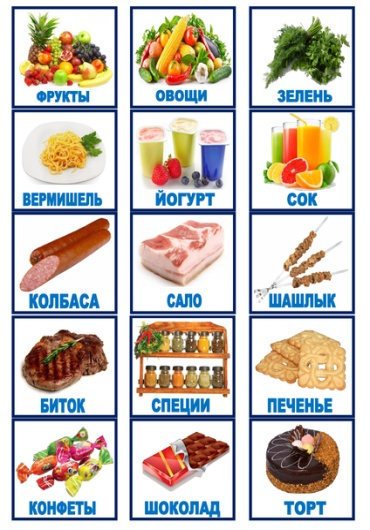 ФРУКТЫ
ОВОЩИ
ЗЕЛЕНЬ
ВЕРМИШЕЛЬ
ЙОГУРТ
СОК
КОЛБАСА
САЛО
ШАШЛЫК
БИТОК
СПЕЦИИ
ПЕЧЕНЬЕ
КОНФЕТЫ
ШОКОЛАД
ТОРТ